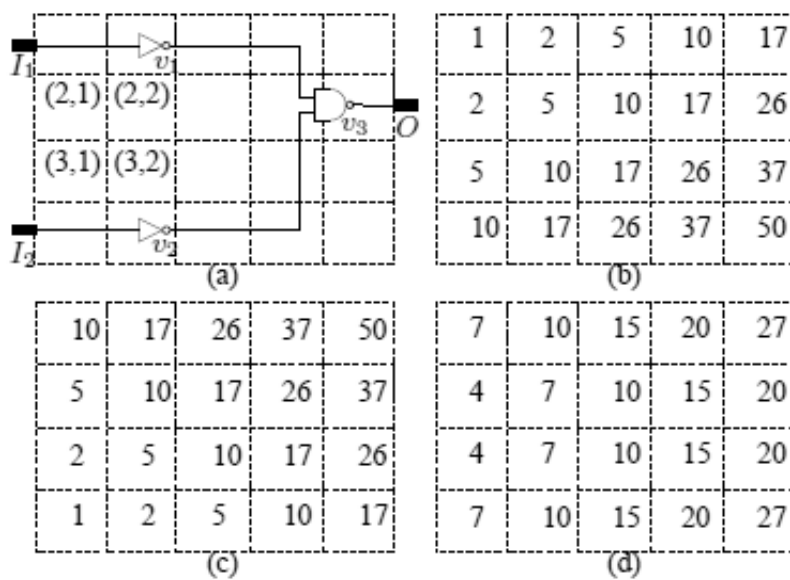 I1 v1
(2,1) (2,2)
v3 O
(3,1) (3,2)
I2 v2
(a)
1 2 5 10 17
2 5 10 17 26
5 10 17 26 37
10 17 26 37 50
(b)
10 17 26 37 50
5 10 17 26 37
2 5 10 17 26
1 2 5 10 17
(c)
7 10 15 20 27
4 7 10 15 20
4 7 10 15 20
7 10 15 20 27
(d)